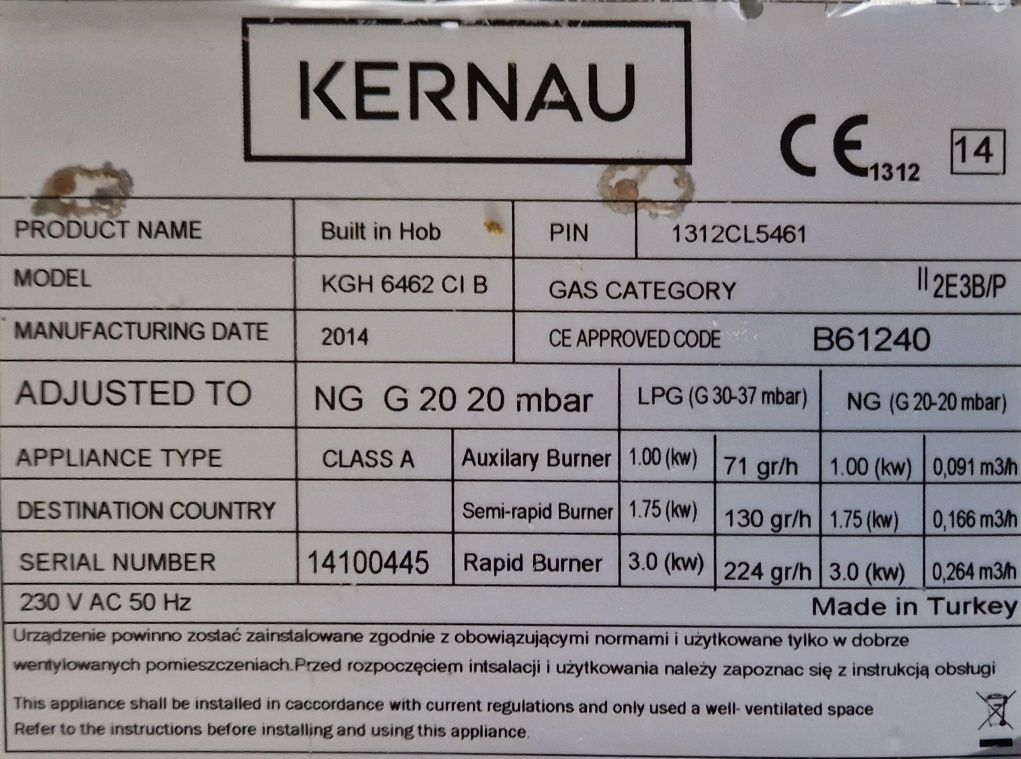 KERNAU
CE 1312 14
PRODUCT NAME Built in Hob PIN 1312CL5461
MODEL KGH 6462 CI B GAS CATEGORY II 2E3B/P
MANUFACTURING DATE 2014 CE APPROVED CODE B61240
ADJUSTED TO NG G 20 20 mbar LPG (G 30-37 mbar) NG (G 20-20 mbar)
APPLIANCE TYPE CLASS A Auxilary Burner 1.00 (kw) 71 gr/h 1.00 (kw) 0,091 m3/h
DESTINATION COUNTRY Semi-rapid Burner 1.75 (kw) 130 gr/h 1.75 (kw) 0,166 m3/h
SERIAL NUMBER 14100445 Rapid Burner 3.0 (kw) 224 gr/h 3.0 (kw) 0,264 m3/h
230 V AC 50 Hz Made in Turkey
Urządzenie powinno zostać zainstalowane zgodnie z obowiązującymi normami i użytkowane tylko w dobrze
wentylowanych pomieszczeniach.Przed rozpoczęciem intsalacji i użytkowania należy zapoznac się z instrukcją obsługi
This appliance shall be installed in caccordance with current regulations and only used a well- ventilated space
Refer to the instructions before installing and using this appliance.